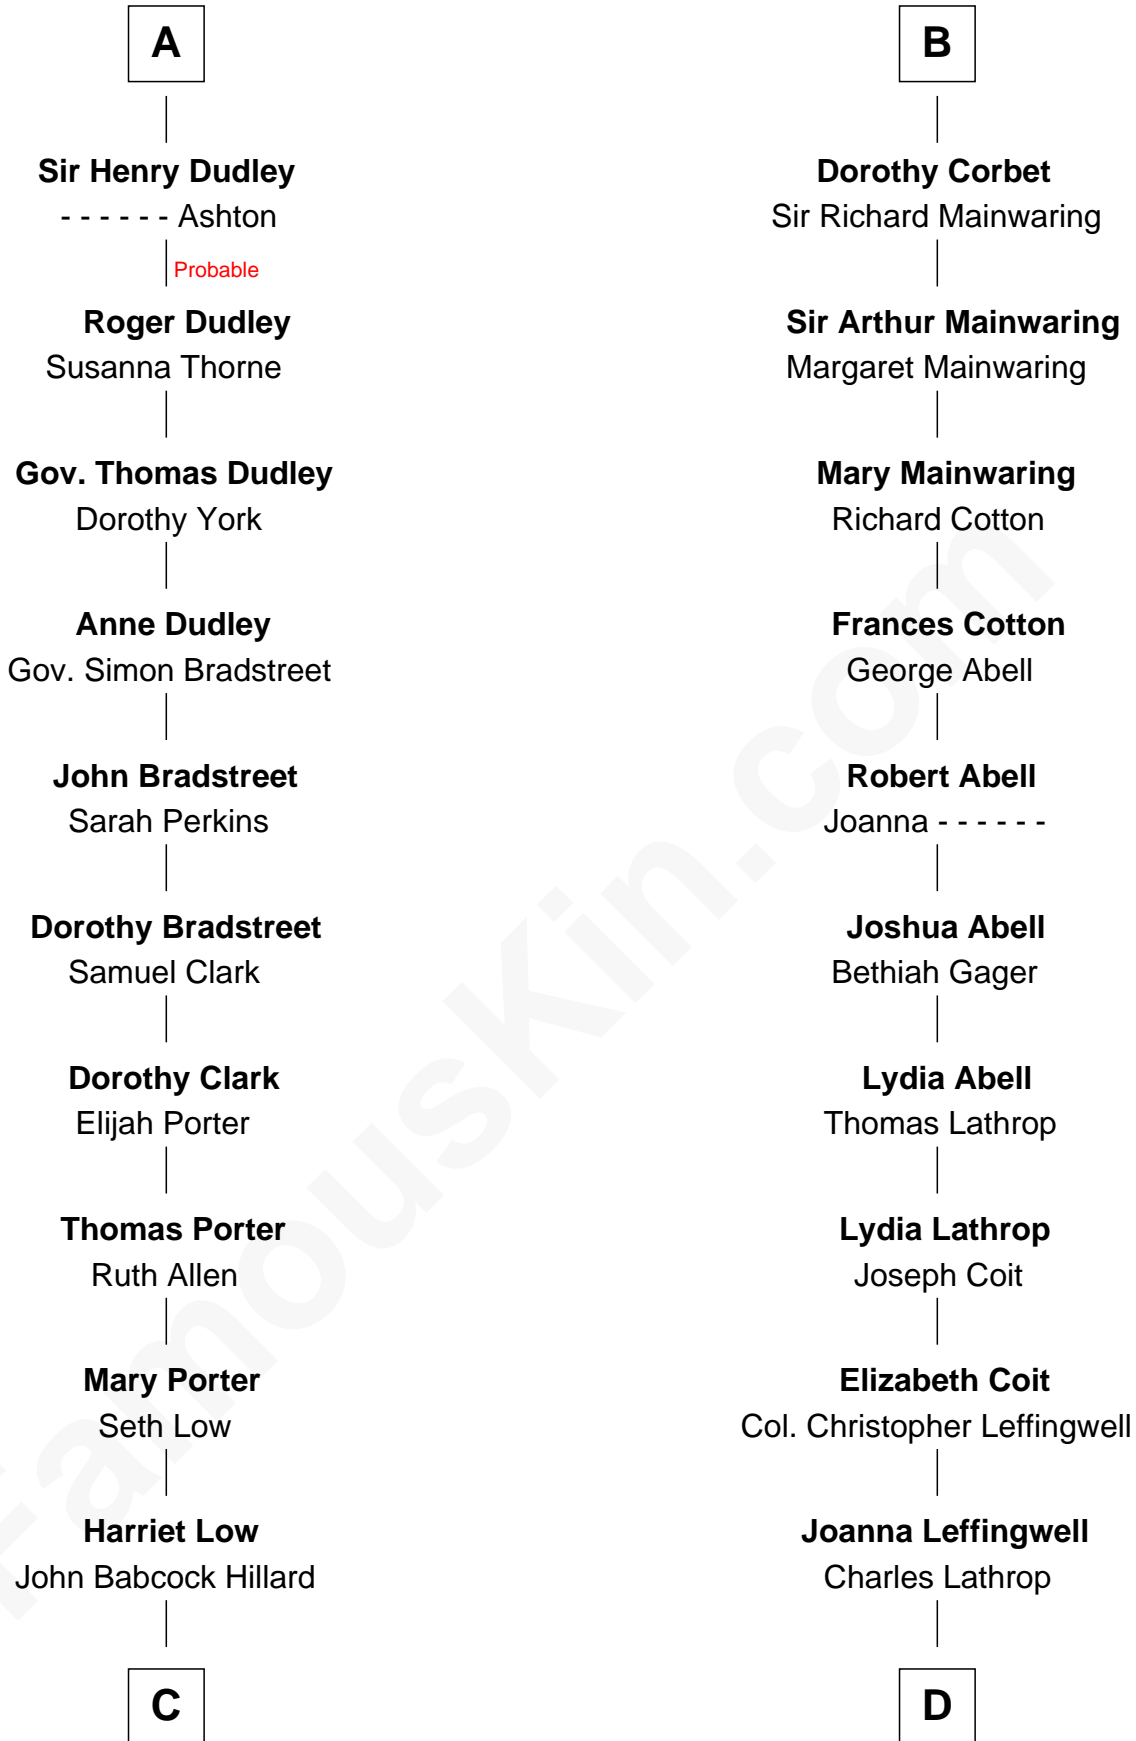 A
Sir Henry Dudley
- - - - - - Ashton
Probable
Roger Dudley
Susanna Thorne
Gov. Thomas Dudley
Dorothy York
Anne Dudley
Gov. Simon Bradstreet
John Bradstreet
Sarah Perkins
Dorothy Bradstreet
Samuel Clark
Dorothy Clark
Elijah Porter
Thomas Porter
Ruth Allen
Mary Porter
Seth Low
Harriet Low
John Babcock Hillard
C
B
Dorothy Corbet
Sir Richard Mainwaring
Sir Arthur Mainwaring
Margaret Mainwaring
Mary Mainwaring
Richard Cotton
Frances Cotton
George Abell
Robert Abell
Joanna - - - - - -
Joshua Abell
Bethiah Gager
Lydia Abell
Thomas Lathrop
Lydia Lathrop
Joseph Coit
Elizabeth Coit
Col. Christopher Leffingwell
Joanna Leffingwell
Charles Lathrop
D
FamousKin.com